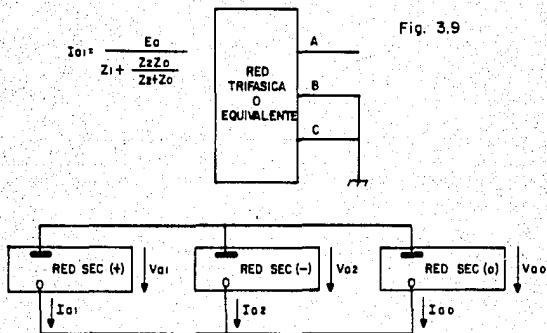 Fig. 3.9
Ia1 = Ea / Z1 + Z2Z0 / Z2+Z0
RED
TRIFASICA
O
EQUIVALENTE
A
B
C
RED SEC (+)
Va1
RED SEC (-)
Va2
RED SEC (o)
Va0
Ia1
Ia2
Ia0